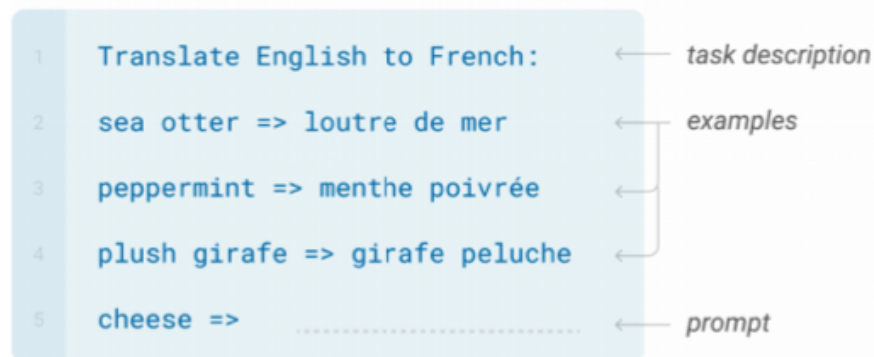 1 Translate English to French: task description
2 sea otter => loutre de mer examples
3 peppermint => menthe poivrée
4 plush girafe => girafe peluche
5 cheese => prompt